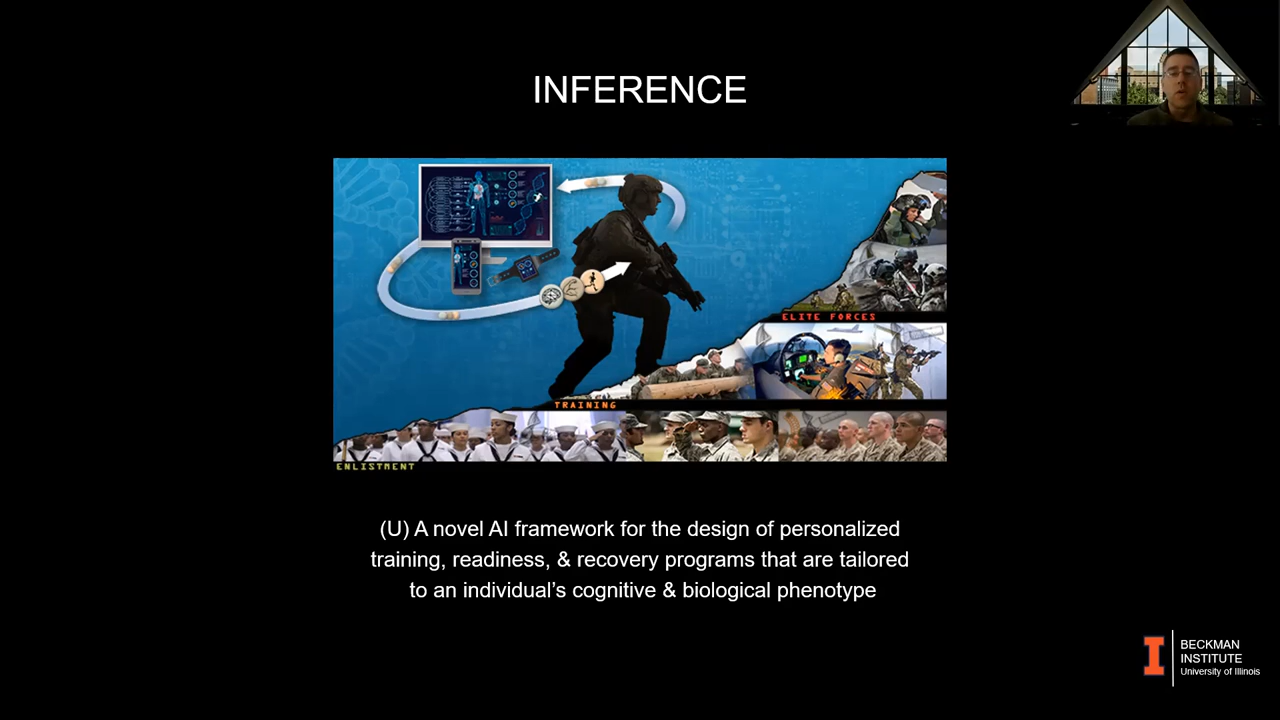 INFERENCE
ELITE FORCES
TRAINING
ENLISTMENT
(U) A novel AI framework for the design of personalized
training, readiness, & recovery programs that are tailored
to an individual's cognitive & biological phenotype
BECKMAN
INSTITUTE
University of Illinois